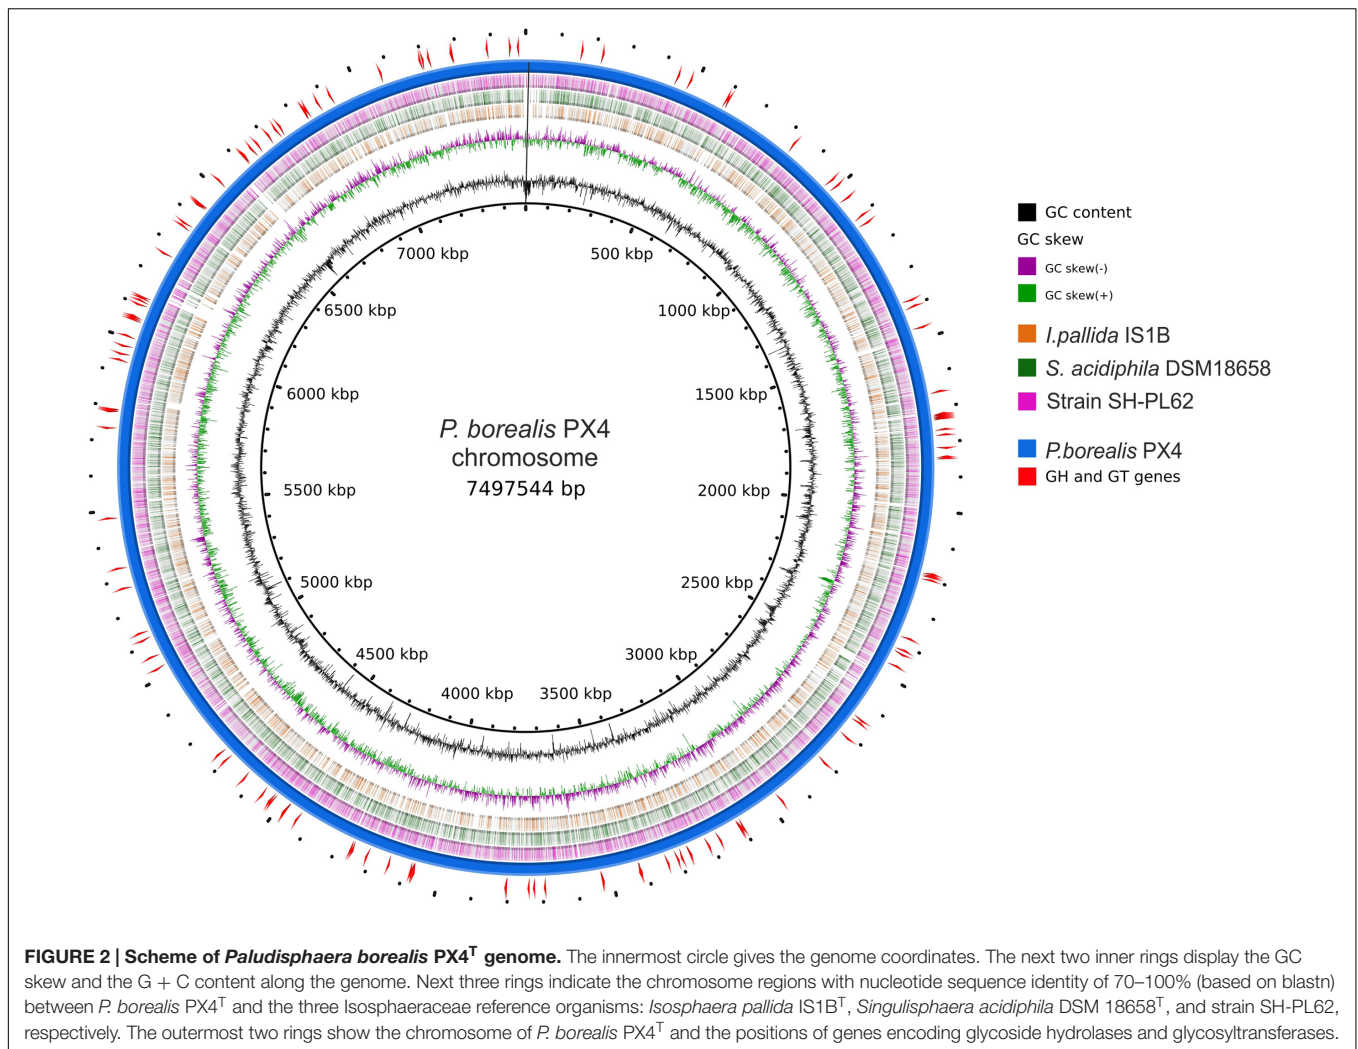 7000 kbp
500 kbp
6500 kbp
1000 kbp
6000 kbp
1500 kbp
P. borealis PX4
chromosome
7497544 bp
5500 kbp
2000 kbp
5000 kbp
2500 kbp
4500 kbp
3000 kbp
4000 kbp
3500 kbp
GC content
GC skew
GC skew(-)
GC skew(+)
I.pallida IS1B
S. acidiphila DSM18658
Strain SH-PL62
P.borealis PX4
GH and GT genes
FIGURE 2 | Scheme of Paludisphaera borealis PX4T genome. The innermost circle gives the genome coordinates. The next two inner rings display the GC
skew and the G + C content along the genome. Next three rings indicate the chromosome regions with nucleotide sequence identity of 70–100% (based on blastn)
between P. borealis PX4T and the three Isosphaeraceae reference organisms: Isosphaera pallida IS1BT, Singulisphaera acidiphila DSM 18658T, and strain SH-PL62,
respectively. The outermost two rings show the chromosome of P. borealis PX4T and the positions of genes encoding glycoside hydrolases and glycosyltransferases.